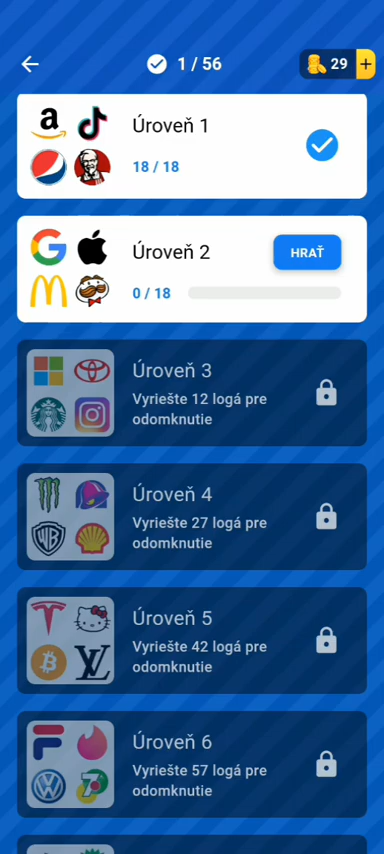 1 / 56
29 +
Úroveň 1
18 / 18
Úroveň 2
HRAŤ
0 / 18
Úroveň 3
Vyriešte 12 logá pre
odomknutie
Úroveň 4
Vyriešte 27 logá pre
odomknutie
Úroveň 5
Vyriešte 42 logá pre
odomknutie
Úroveň 6
Vyriešte 57 logá pre
odomknutie